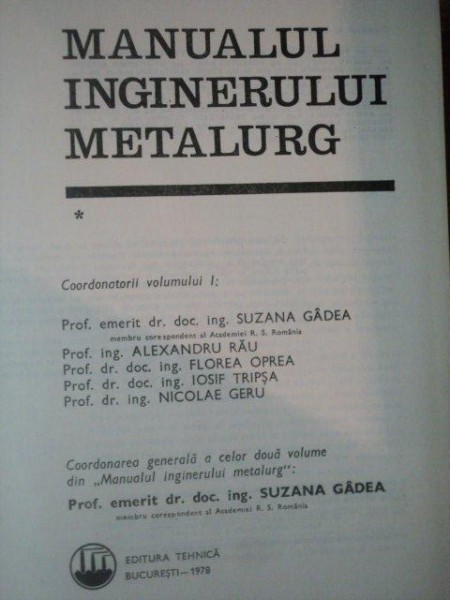 MANUALUL
INGINERULUI
METALURG
*
Coordonatorii volumului I:
Prof. emerit dr. doc. ing. SUZANA GÂDEA
membru corespondent al Academiei R. S. România
Prof. ing. ALEXANDRU RĂU
Prof. dr. doc. ing. FLOREA OPREA
Prof. dr. doc. ing. IOSIF TRIPȘA
Prof. dr. ing. NICOLAE GERU
Coordonarea generală a celor două volume
din „Manualul inginerului metalurg":
Prof. emerit dr. doc. ing. SUZANA GÂDEA
membru corespondent al Academiei R. S. România
EDITURA TEHNICĂ
BUCUREȘTI—1978